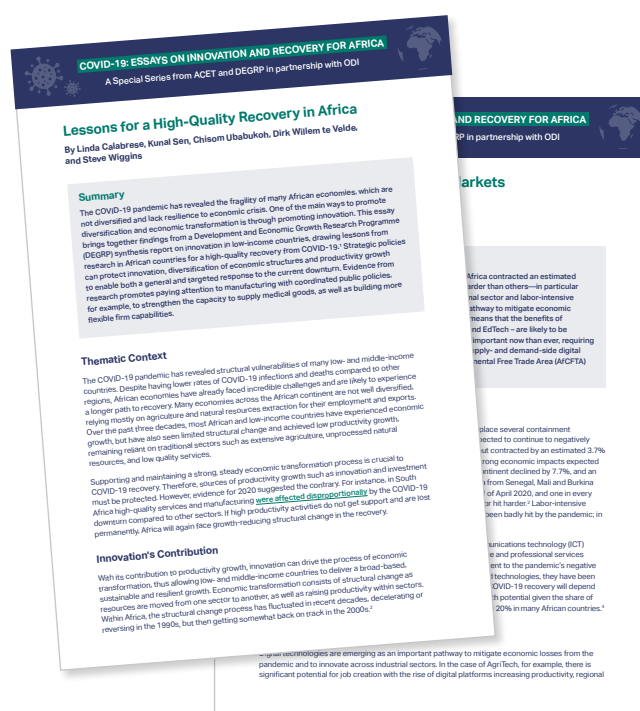 COVID-19: ESSAYS ON INNOVATION AND RECOVERY FOR AFRICA
A Special Series from ACET and DEGRP in partnership with ODI
Lessons for a High-Quality Recovery in Africa
By Linda Calabrese, Kunal Sen, Chisom Ubabukoh, Dirk Willem te Velde,
and Steve Wiggins
Summary
The COVID-19 pandemic has revealed the fragility of many African economies, which are
not diversified and lack resilience to economic crisis. One of the main ways to promote
diversification and economic transformation is through promoting innovation. This essay
brings together findings from a Development and Economic Growth Research Programme
(DEGRP) synthesis report on innovation in low-income countries, drawing lessons from
research in African countries for a high-quality recovery from COVID-19.¹ Strategic policies
can protect innovation, diversification of economic structures and productivity growth
to enable both a general and targeted response to the current downturn. Evidence from
research promotes paying attention to manufacturing with coordinated public policies,
for example, to strengthen the capacity to supply medical goods, as well as building more
flexible firm capabilities.
Thematic Context
The COVID-19 pandemic has revealed structural vulnerabilities of many low- and middle-income
countries. Despite having lower rates of COVID-19 infections and deaths compared to other
regions, African economies have already faced incredible challenges and are likely to experience
a longer path to recovery. Many economies across the African continent are not well diversified,
relying mostly on agriculture and natural resources extraction for their employment and exports.
Over the past three decades, most African and low-income countries have experienced economic
growth, but have also seen limited structural change and achieved low productivity growth,
remaining reliant on traditional sectors such as extensive agriculture, unprocessed natural
resources, and low quality services.
Supporting and maintaining a strong, steady economic transformation process is crucial to
COVID-19 recovery. Therefore, sources of productivity growth such as innovation and investment
must be protected. However, evidence for 2020 suggested the contrary. For instance, in South
Africa high-quality services and manufacturing were affected disproportionally by the COVID-19
downturn compared to other sectors. If high productivity activities do not get support and are lost
permanently, Africa will again face growth-reducing structural change in the recovery.
Innovation's Contribution
With its contribution to productivity growth, innovation can drive the process of economic
transformation, thus allowing low- and middle-income countries to deliver a broad-based,
sustainable and resilient growth. Economic transformation consists of structural change as
resources are moved from one sector to another, as well as raising productivity within sectors.
Within Africa, the structural change process has fluctuated in recent decades, decelerating or
reversing in the 1990s, but then getting somewhat back on track in the 2000s.²
AND RECOVERY FOR AFRICA
RP in partnership with ODI
arkets
Africa contracted an estimated
arder than others—in particular
nal sector and labor-intensive
athway to mitigate economic
means that the benefits of
nd EdTech – are likely to be
important now than ever, requiring
pply- and demand-side digital
nental Free Trade Area (AfCFTA)
place several containment
pected to continue to negatively
out contracted by an estimated 3.7%
rong economic impacts expected
ontinent declined by 7.7%, and an
from Senegal, Mali and Burkina
of April 2020, and one in every
or hit harder.² Labor-intensive
been badly hit by the pandemic; in
unications technology (ICT)
e and professional services
ent to the pandemic's negative
d technologies, they have been
OVID-19 recovery will depend
h potential given the share of
20% in many African countries.⁴
Digital technologies are emerging as an important pathway to mitigate economic losses from the
pandemic and to innovate across industrial sectors. In the case of AgriTech, for example, there is
significant potential for job creation with the rise of digital platforms increasing productivity, regional